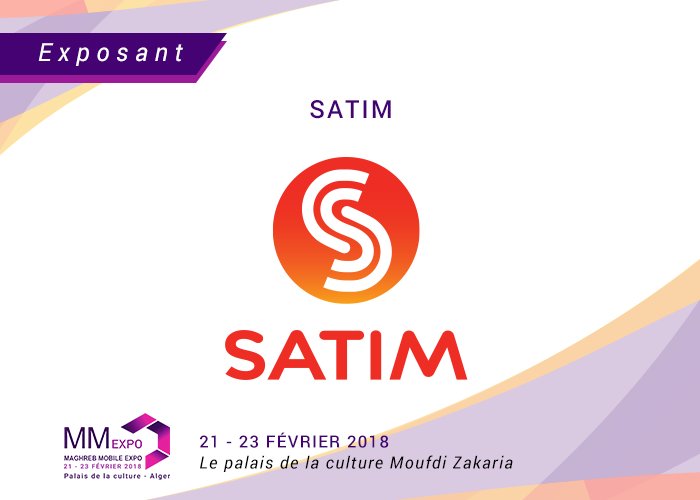 Exposant
SATIM
SATIM
MM EXPO
MAGHREB MOBILE EXPO
21 - 23 FÉVRIER 2018
Palais de la culture - Alger
21 - 23 FÉVRIER 2018
Le palais de la culture Moufdi Zakaria